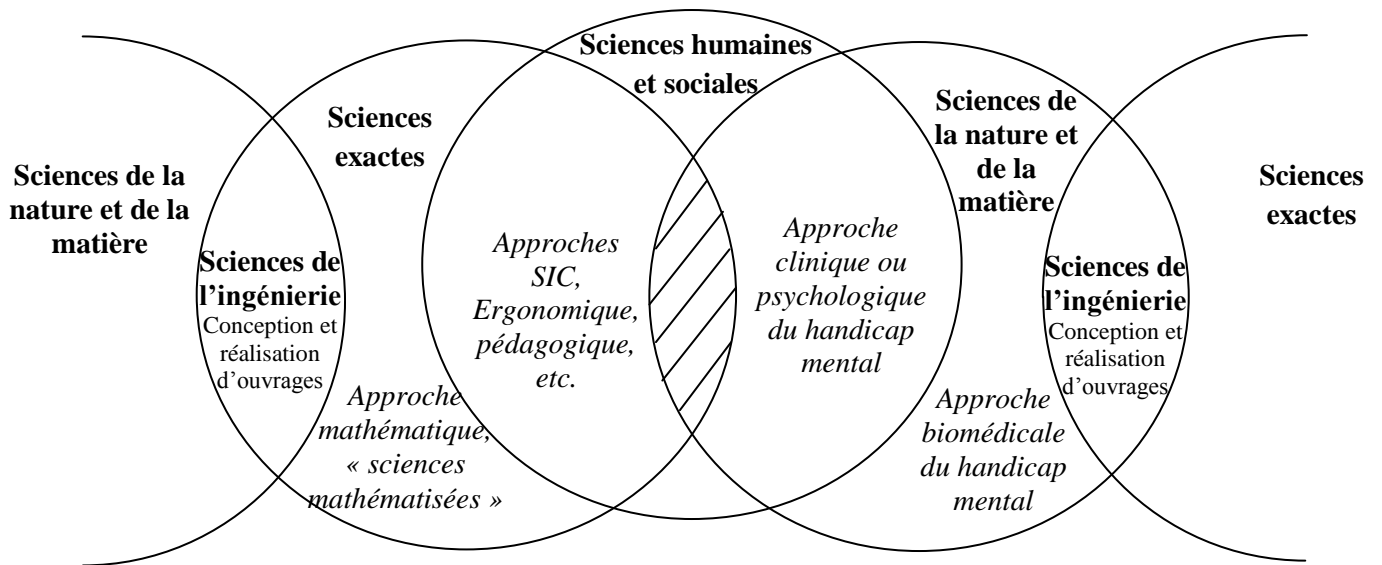 Sciences humaines
et sociales
Sciences
exactes
Sciences de la
nature et de la
matière
Sciences de
l'ingénierie
Conception et
réalisation
d'ouvrages
Approches
SIC,
Ergonomique,
pédagogique,
etc.
Approche
mathématique,
« sciences
mathématisées »
Approche
clinique ou
psychologique
du handicap
mental
Sciences de
la nature et
de la
matière
Sciences de
l'ingénierie
Conception et
réalisation
d'ouvrages
Approche
biomédicale
du handicap
mental
Sciences
exactes